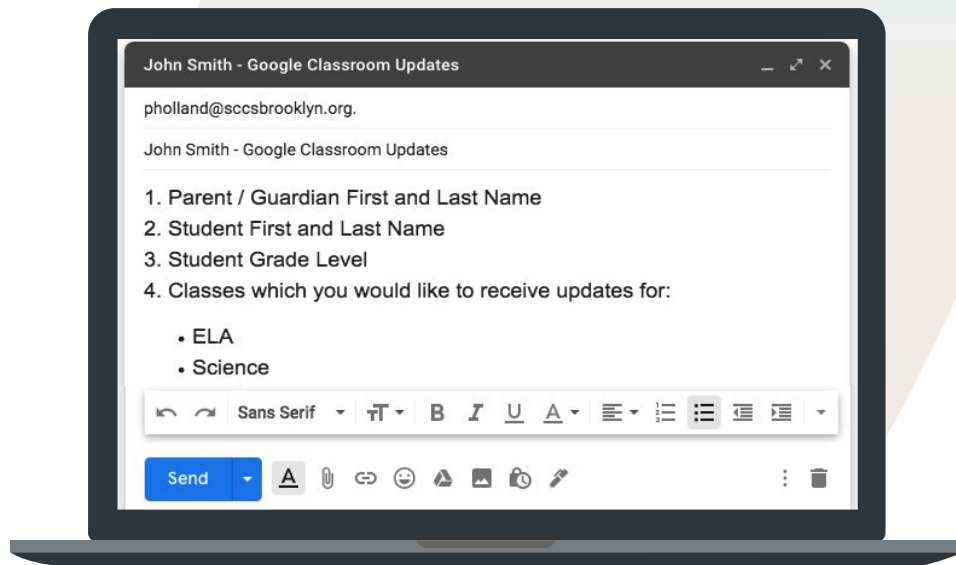 John Smith - Google Classroom Updates
pholland@sccsbrooklyn.org.
John Smith - Google Classroom Updates
1. Parent / Guardian First and Last Name
2. Student First and Last Name
3. Student Grade Level
4. Classes which you would like to receive updates for:
• ELA
• Science
Sans Serif
Send